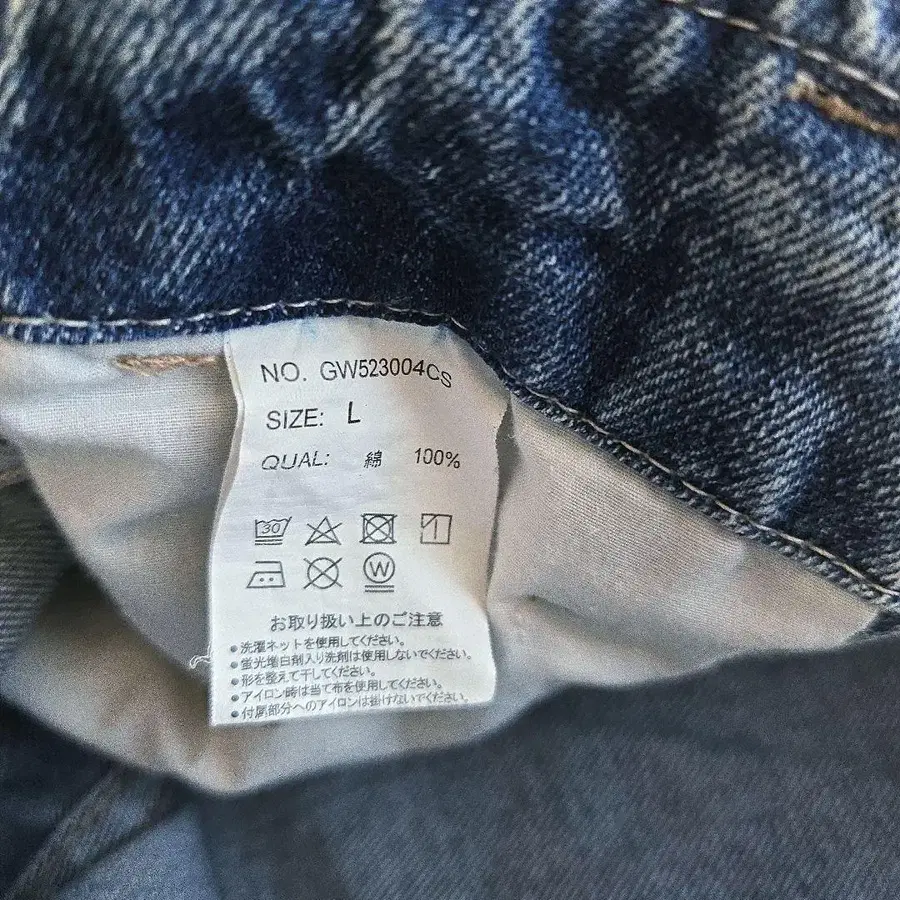 NO. GW523004CS
SIZE: L
QUAL: 綿 100%
30
W
お取り扱い上のご注意
●洗濯ネットを使用してください。
●蛍光増白剤入り洗剤は使用しないでください。
●形を整えて干してください。
●アイロン時は当て布を使用してください。
●付属部分へのアイロンは掛けないでください。